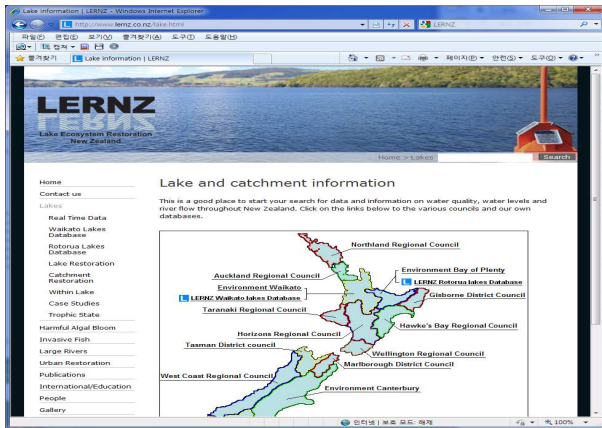 Lake Information | LERNZ - Windows Internet Explorer
http://www.lernz.co.nz/lake.html
LERNZ
파일(F) 편집(E) 보기(V) 즐겨찾기(A) 도구(T) 도움말(H)
캡쳐
즐겨찾기 Lake information | LERNZ 페이지(P) 안전(S) 도구(O)
LERNZ
Lake Ecosystem Restoration
New Zealand
Home > Lakes Search
Home
Contact us
Lakes
Real Time Data
Waikato Lakes
Database
Rotorua Lakes
Database
Lake Restoration
Catchment
Restoration
Within Lake
Case Studies
Trophic State
Harmful Algal Bloom
Invasive Fish
Large Rivers
Urban Restoration
Publications
International/Education
People
Gallery
Lake and catchment information
This is a good place to start your search for data and information on water quality, water levels and
river flow throughout New Zealand. Click on the links below to the various councils and our own
databases.
Northland Regional Council
Auckland Regional Council
Environment Waikato
L LERNZ Waikato lakes Database
Environment Bay of Plenty
L LERNZ Rotorua lakes Database
Gisborne District Council
Taranaki Regional Council
Hawke's Bay Regional Council
Horizons Regional Council
Tasman District council
Wellington Regional Council
Marlborough District Council
West Coast Regional Council
Environment Canterbury
인터넷 | 보호 모드: 해제
100%